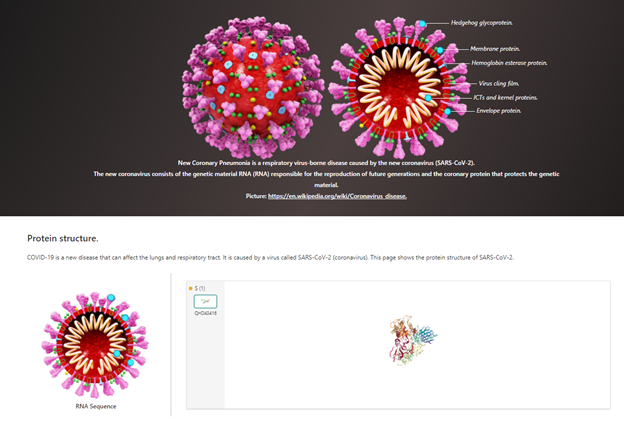 Hedgehog glycoprotein.
Membrane protein.
Hemoglobin esterase protein.
Virus cling film.
ICTs and kernel proteins.
Envelope protein.
New Coronary Pneumonia is a respiratory virus-borne disease caused by the new coronavirus (SARS-CoV-2).
The new coronavirus consists of the genetic material RNA (RNA) responsible for the reproduction of future generations and the coronary protein that protects the genetic
material.
Picture: https://en.wikipedia.org/wiki/Coronavirus_disease.
Protein structure.
COVID-19 is a new disease that can affect the lungs and respiratory tract. It is caused by a virus called SARS-CoV-2 (coronavirus). This page shows the protein structure of SARS-CoV-2.
S (1)
QHD43416
RNA Sequence